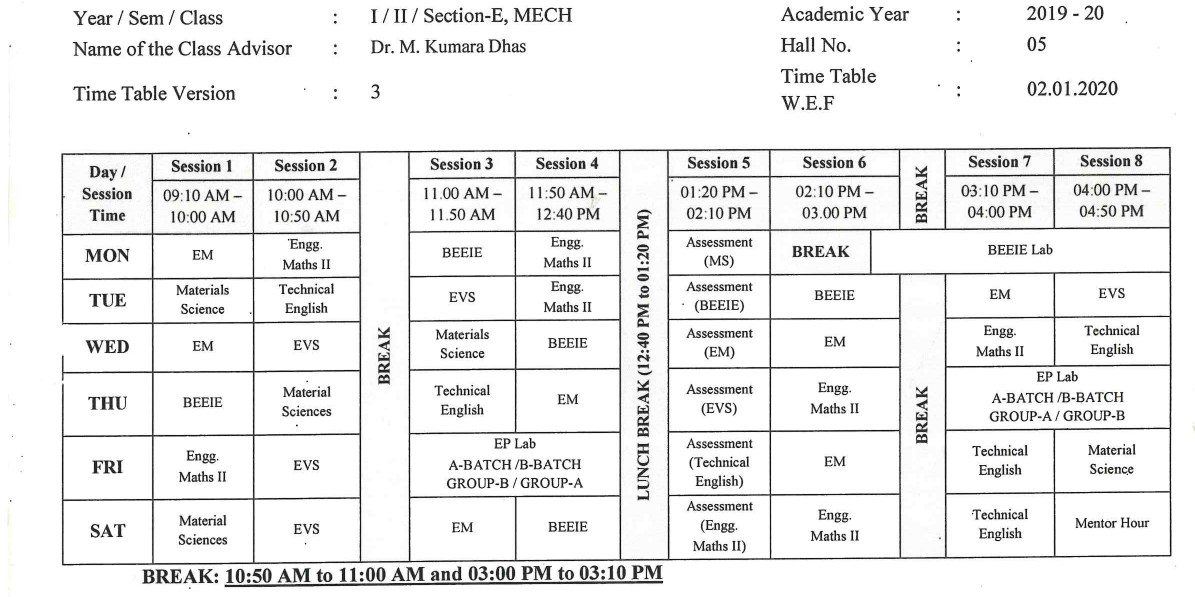 Year / Sem / Class : I / II / Section-E, MECH Academic Year : 2019 - 20
Name of the Class Advisor : Dr. M. Kumara Dhas Hall No. : 05
Time Table Version : 3 Time Table W.E.F : 02.01.2020
Day / Session Time
Session 1 Session 2 BREAK Session 3 Session 4 LUNCH BREAK (12:40 PM to 01:20 PM) Session 5 Session 6 BREAK Session 7 Session 8
09:10 AM – 10:00 AM 10:00 AM – 10:50 AM 11.00 AM – 11.50 AM 11:50 AM – 12:40 PM 01:20 PM – 02:10 PM 02:10 PM – 03.00 PM 03:10 PM – 04:00 PM 04:00 PM – 04:50 PM
MON EM Engg. Maths II BEEIE Engg. Maths II Assessment (MS) BREAK BEEIE Lab
TUE Materials Science Technical English EVS Engg. Maths II Assessment (BEEIE) BEEIE BREAK EM EVS
WED EM EVS Materials Science BEEIE Assessment (EM) EM Engg. Maths II Technical English
THU BEEIE Material Sciences Technical English EM Assessment (EVS) Engg. Maths II EP Lab A-BATCH /B-BATCH GROUP-A / GROUP-B
FRI Engg. Maths II EVS EP Lab A-BATCH /B-BATCH GROUP-B / GROUP-A Assessment (Technical English) EM Technical English Material Science
SAT Material Sciences EVS EM BEEIE Assessment (Engg. Maths II) Engg. Maths II Technical English Mentor Hour
BREAK: 10:50 AM to 11:00 AM and 03:00 PM to 03:10 PM